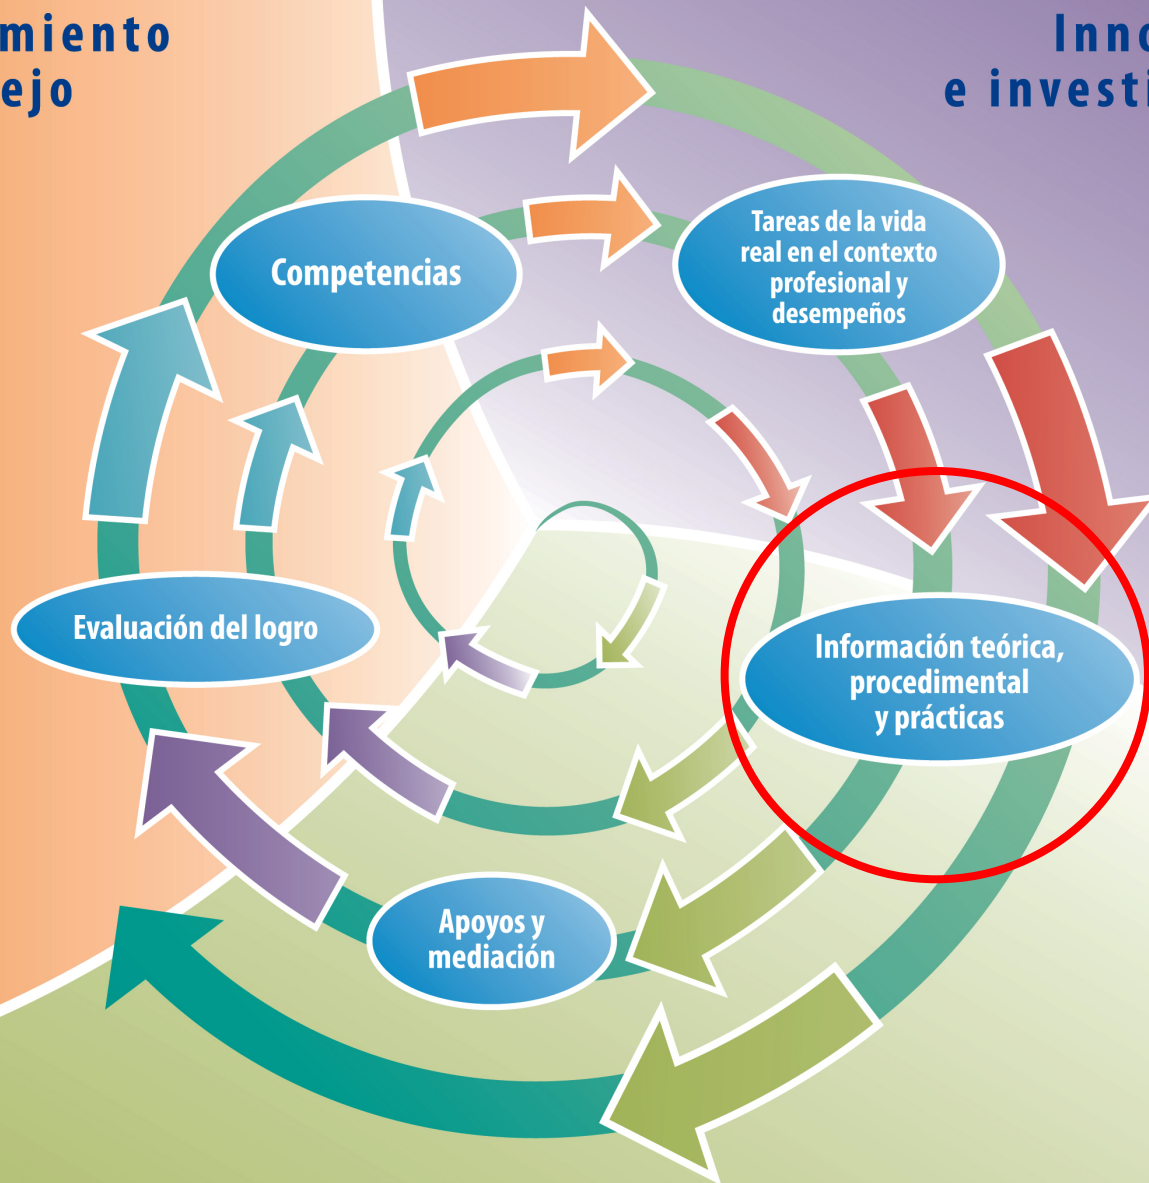 miento
ejo
Inno
e investi
Competencias
Tareas de la vida
real en el contexto
profesional y
desempeños
Evaluación del logro
Información teórica,
procedimental
y prácticas
Apoyos y
mediación